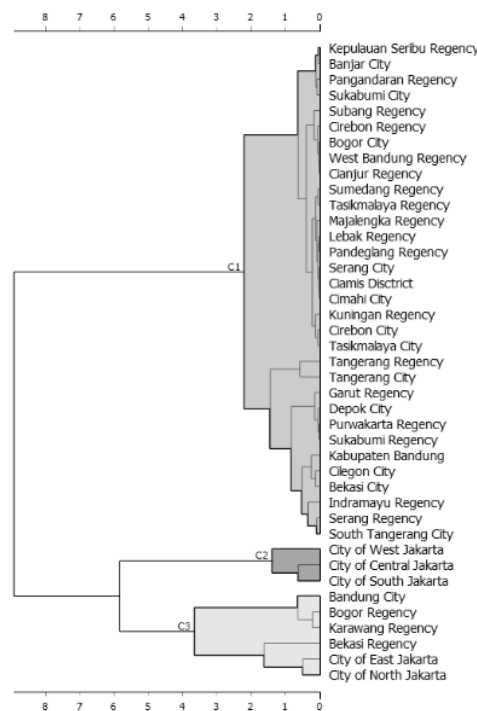 8 7 6 5 4 3 2 1 0
Kepulauan Seribu Regency
Banjar City
Pangandaran Regency
Sukabumi City
Subang Regency
Cirebon Regency
Bogor City
West Bandung Regency
Cianjur Regency
Sumedang Regency
Tasikmalaya Regency
Majalengka Regency
Lebak Regency
Pandeglang Regency
Serang City
C1
Ciamis Disctrict
Cimahi City
Kuningan Regency
Cirebon City
Tasikmalaya City
Tangerang Regency
Tangerang City
Garut Regency
Depok City
Purwakarta Regency
Sukabumi Regency
Kabupaten Bandung
Cilegon City
Bekasi City
Indramayu Regency
Serang Regency
South Tangerang City
City of West Jakarta
C2
City of Central Jakarta
City of South Jakarta
Bandung City
Bogor Regency
Karawang Regency
C3
Bekasi Regency
City of East Jakarta
City of North Jakarta
8 7 6 5 4 3 2 1 0